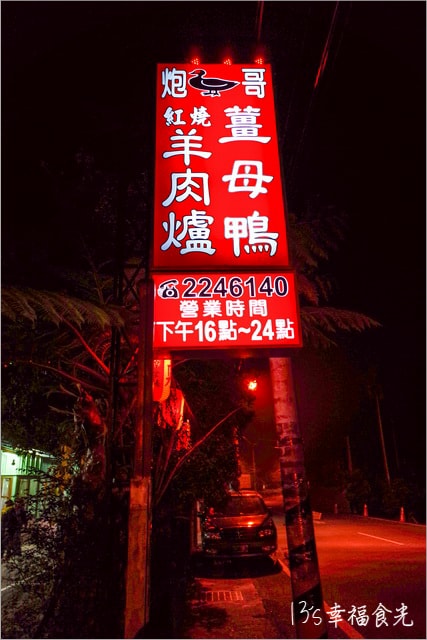 炮哥
薑母鴨
紅燒
羊肉爐
☎2246140
營業時間
下午16點~24點
13's幸福食光